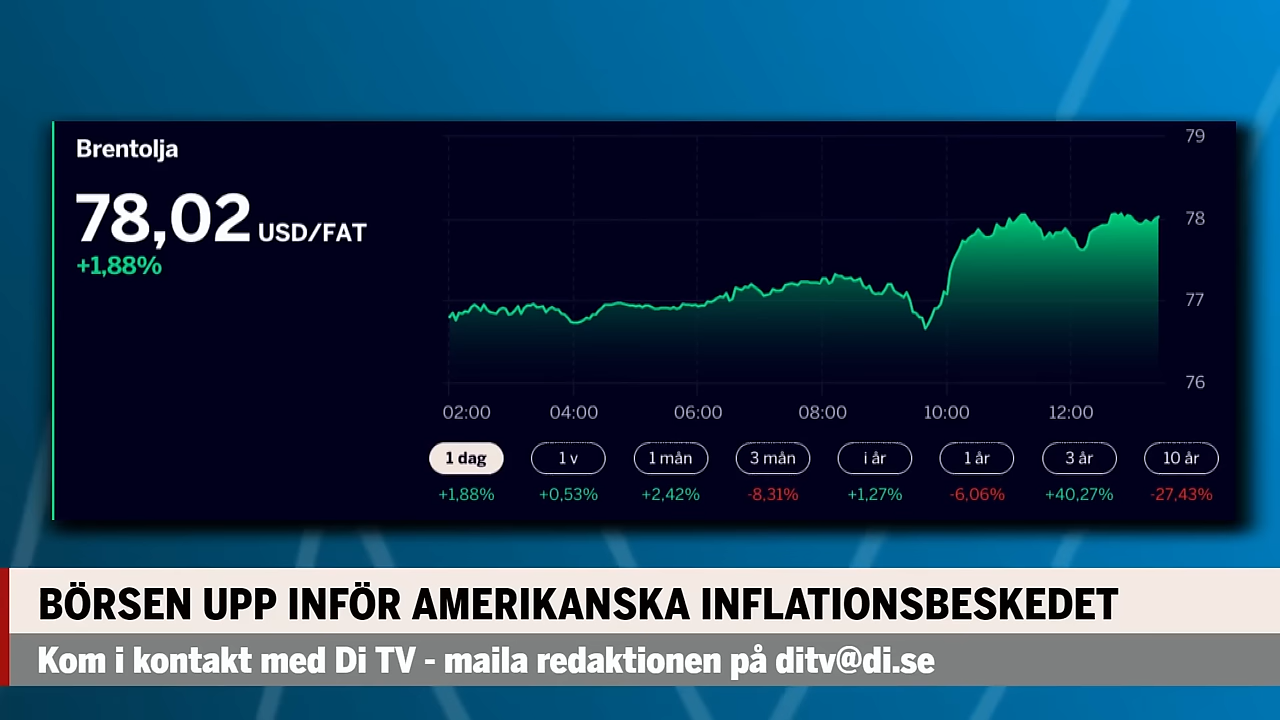 Brentolja
78,02 USD/FAT
+1,88%
79
78
77
76
02:00 04:00 06:00 08:00 10:00 12:00
1 dag 1 v 1 mån 3 mån i år 1 år 3 år 10 år
+1,88% +0,53% +2,42% -8,31% +1,27% -6,06% +40,27% -27,43%
BÖRSEN UPP INFÖR AMERIKANSKA INFLATIONSBESKEDET
Kom i kontakt med Di TV - maila redaktionen på ditv@di.se